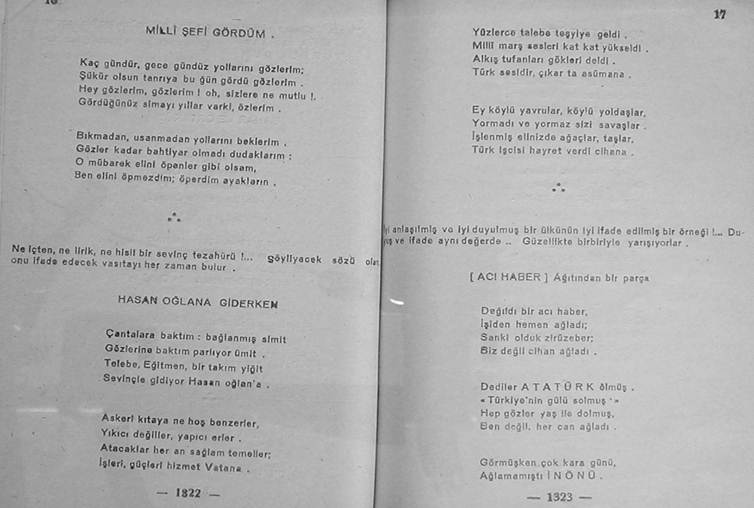 16
MİLLÎ ŞEFİ GÖRDÜM .
Kaç gündür, gece gündüz yollarını gözlerim;
Şükür olsun tanrıya bu gün gördü gözlerim .
Hey gözlerim, gözlerim ! oh, sizlere ne mutlu !.
Gördüğünüz simayı yıllar varki, özlerim .
Bıkmadan, usanmadan yollarını beklerim .
Gözler kadar bahtiyar olmadı dudaklarım :
O mübarek elini öpenler gibi olsam,
Ben elini öpmezdim; öperdim ayakların .
Ne içten, ne lirik, ne hisli bir sevinç tezahürü !... söyliyecek sözü olan,
onu ifade edecek vasıtayı her zaman bulur .
HASAN OĞLANA GİDERKEN
Çantalara baktım : bağlanmış simit
Gözlerine baktım parlıyor ümit .
Telebe, Eğitmen, bir takım yiğit
Sevinçle gidiyor Hasan oğlan'a .
Askerî kıtaya ne hoş benzerler,
Yıkıcı değiller, yapıcı erler .
Atacaklar her an sağlam temeller;
İşleri, güçleri hizmet Vatana .
— 1322 —
17
Yüzlerce talebe teşyiye geldi .
Millî marş sesleri kat kat yükseldi .
Alkış tufanları gökleri deldi .
Türk sesidir, çıkar ta asümana .
Ey köylü yavrular, köylü yoldaşlar,
Yormadı ve yormaz sizi savaşlar .
İşlenmiş elinizde ağaçlar, taşlar,
Türk işcisi hayret verdi cihana .
İyi anlaşılmış ve iyi duyulmuş bir ülkünün iyi ifade edilmiş bir örneği !... Du-
yuş ve ifade aynı değerde .. Güzellikte birbiriyle yarışıyorlar .
[ ACI HABER ] Ağıtından bir parça
Değildi bir acı haber,
İşiden hemen ağladı;
Sanki olduk zirüzeber;
Biz değil cihan ağladı .
Dediler ATATÜRK ölmüş .
« Türkiye'nin gülü solmuş »
Hep gözler yaş ile dolmuş,
Ben değil, her can ağladı .
Görmüşken çok kara günü,
Ağlamamıştı İNÖNÜ .
— 1323 —